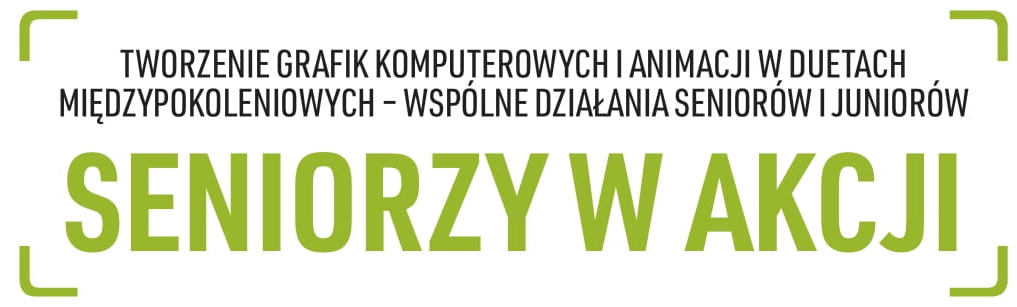 TWORZENIE GRAFIK KOMPUTEROWYCH I ANIMACJI W DUETACH
MIĘDZYPOKOLENIOWYCH – WSPÓLNE DZIAŁANIA SENIORÓW I JUNIORÓW
SENIORZY W AKCJI